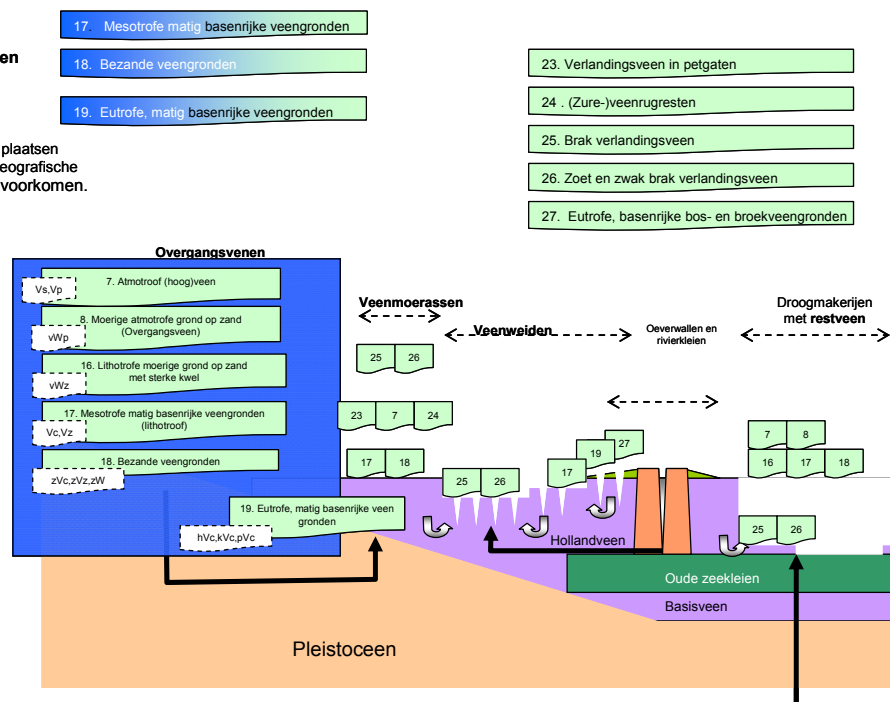 17. Mesotrofe matig basenrijke veengronden
en
18. Bezande veengronden
19. Eutrofe, matig basenrijke veengronden
plaatsen
eografische
voorkomen.
23. Verlandingsveen in petgaten
24 . (Zure-)veenrugresten
25. Brak verlandingsveen
26. Zoet en zwak brak verlandingsveen
27. Eutrofe, basenrijke bos- en broekveengronden
Overgangsvenen
7. Atmotroof (hoog)veen
Vs,Vp
8. Moerige atmotrofe grond op zand
(Overgangsveen)
vWp
16. Lithotrofe moerige grond op zand
met sterke kwel
vWz
17. Mesotrofe matig basenrijke veengronden
(lithotroof)
Vc,Vz
18. Bezande veengronden
zVc,zVz,zW
19. Eutrofe, matig basenrijke veen
gronden
hVc,kVc,pVc
Veenmoerassen
Veenweiden
Oeverwallen en
rivierkleien
Droogmakerijen
met restveen
25 26
23 7 24
17 18
25 26
17
19
27
7 8
16 17 18
25 26
Hollandveen
Oude zeekleien
Basisveen
Pleistoceen